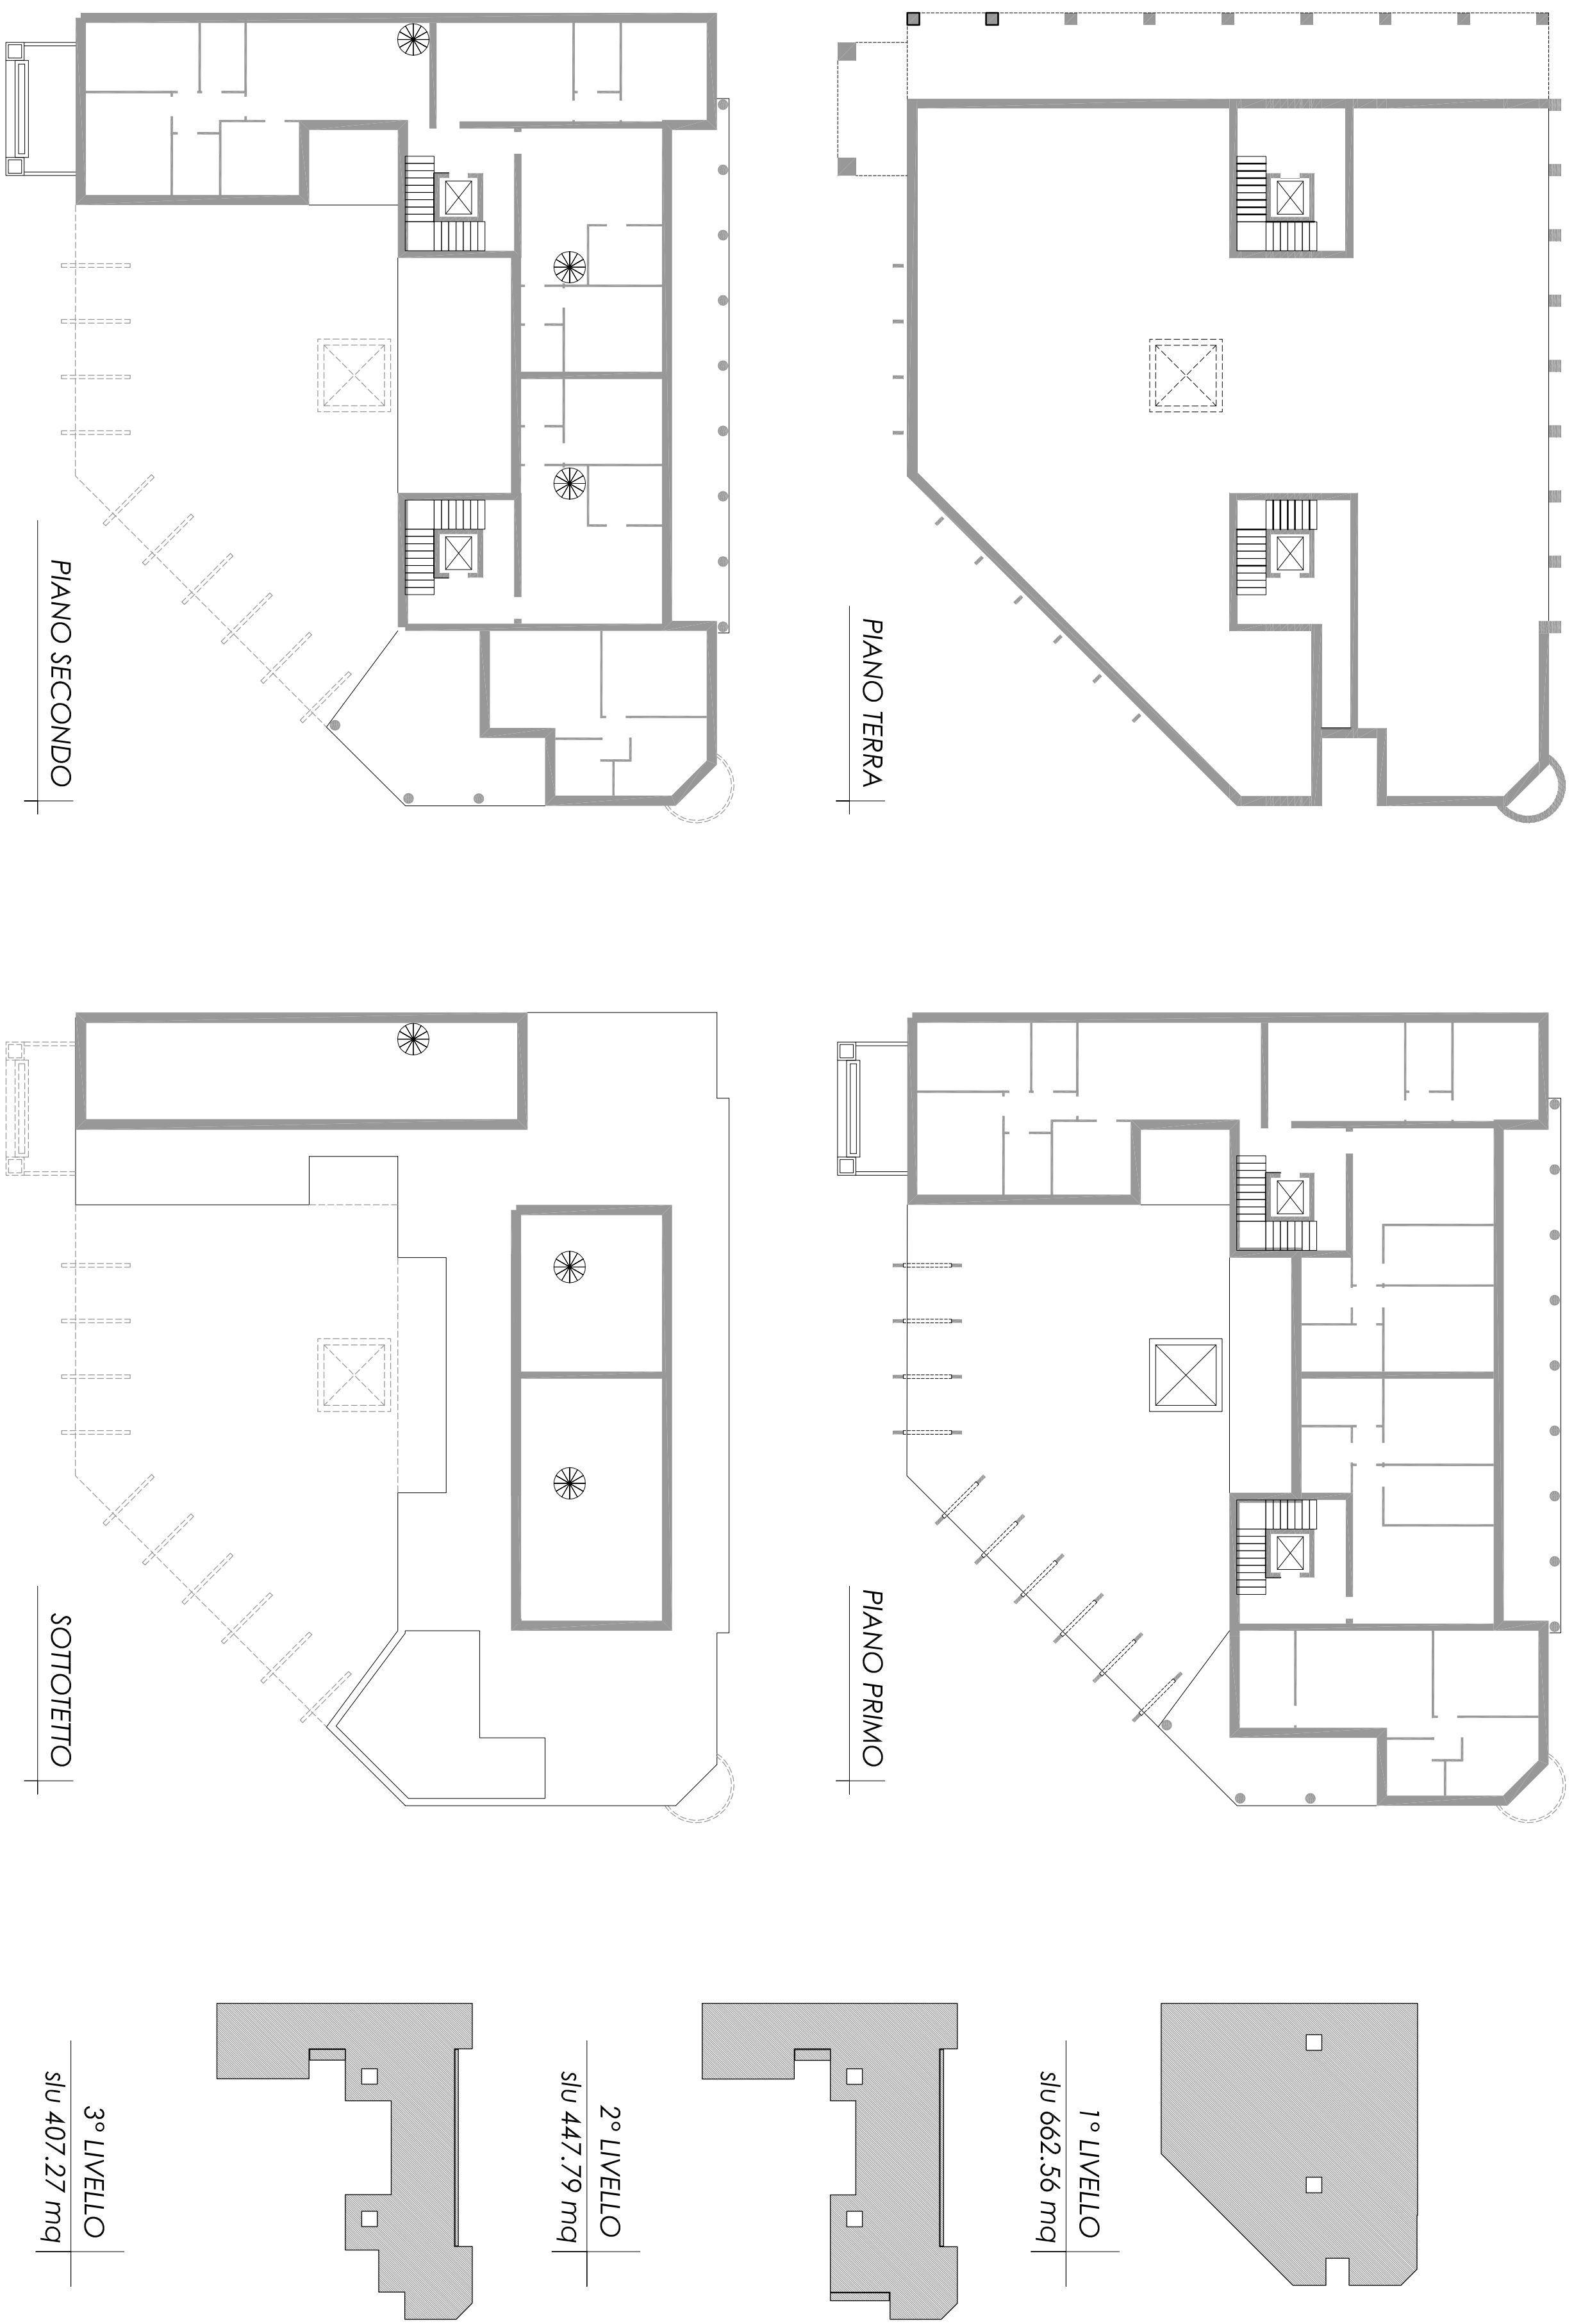 PIANO TERRA
PIANO PRIMO
1° LIVELLO
slu 662.56 mq
2° LIVELLO
slu 447.79 mq
3° LIVELLO
slu 407.27 mq
PIANO SECONDO
SOTTOTETTO